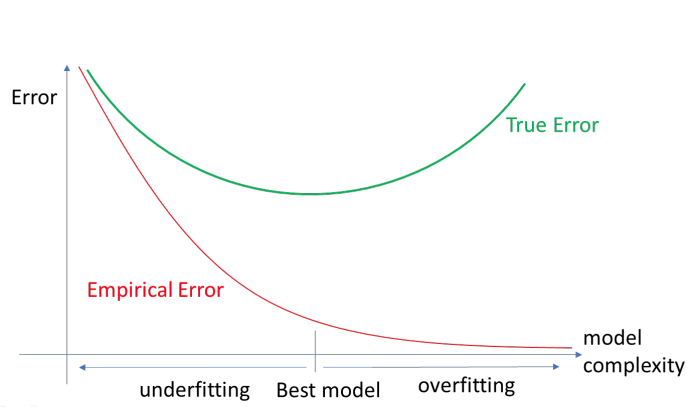 Error
True Error
Empirical Error
model
complexity
underfitting
Best model
overfitting